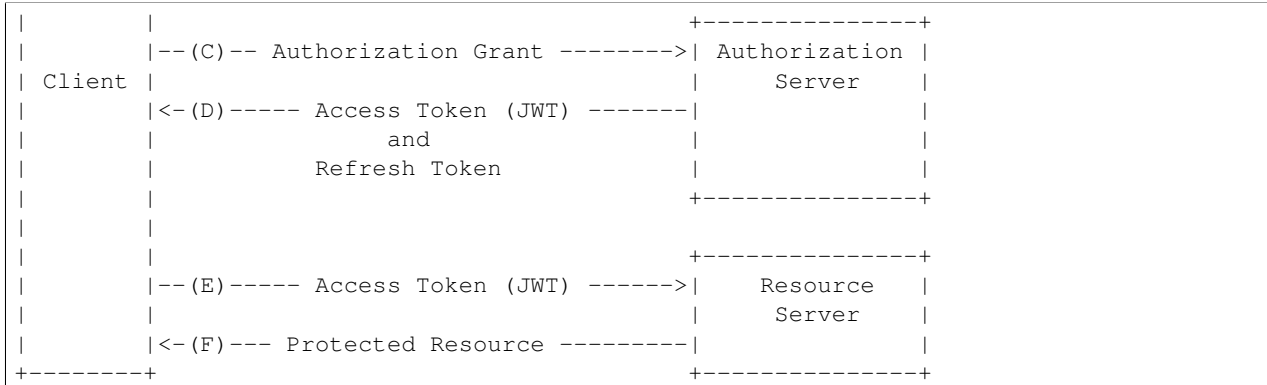 |        |                                      +---------------+
|        |--(C)-- Authorization Grant --------->| Authorization |
| Client |                                      |     Server    |
|        |<-(D)----- Access Token (JWT) -------|               |
|        |             and                      |               |
|        |         Refresh Token                |               |
|        |                                      +---------------+
|        |
|        |                                      +---------------+
|        |--(E)----- Access Token (JWT) ------>|    Resource   |
|        |                                      |     Server    |
|        |<-(F)--- Protected Resource ---------|               |
+--------+                                      +---------------+